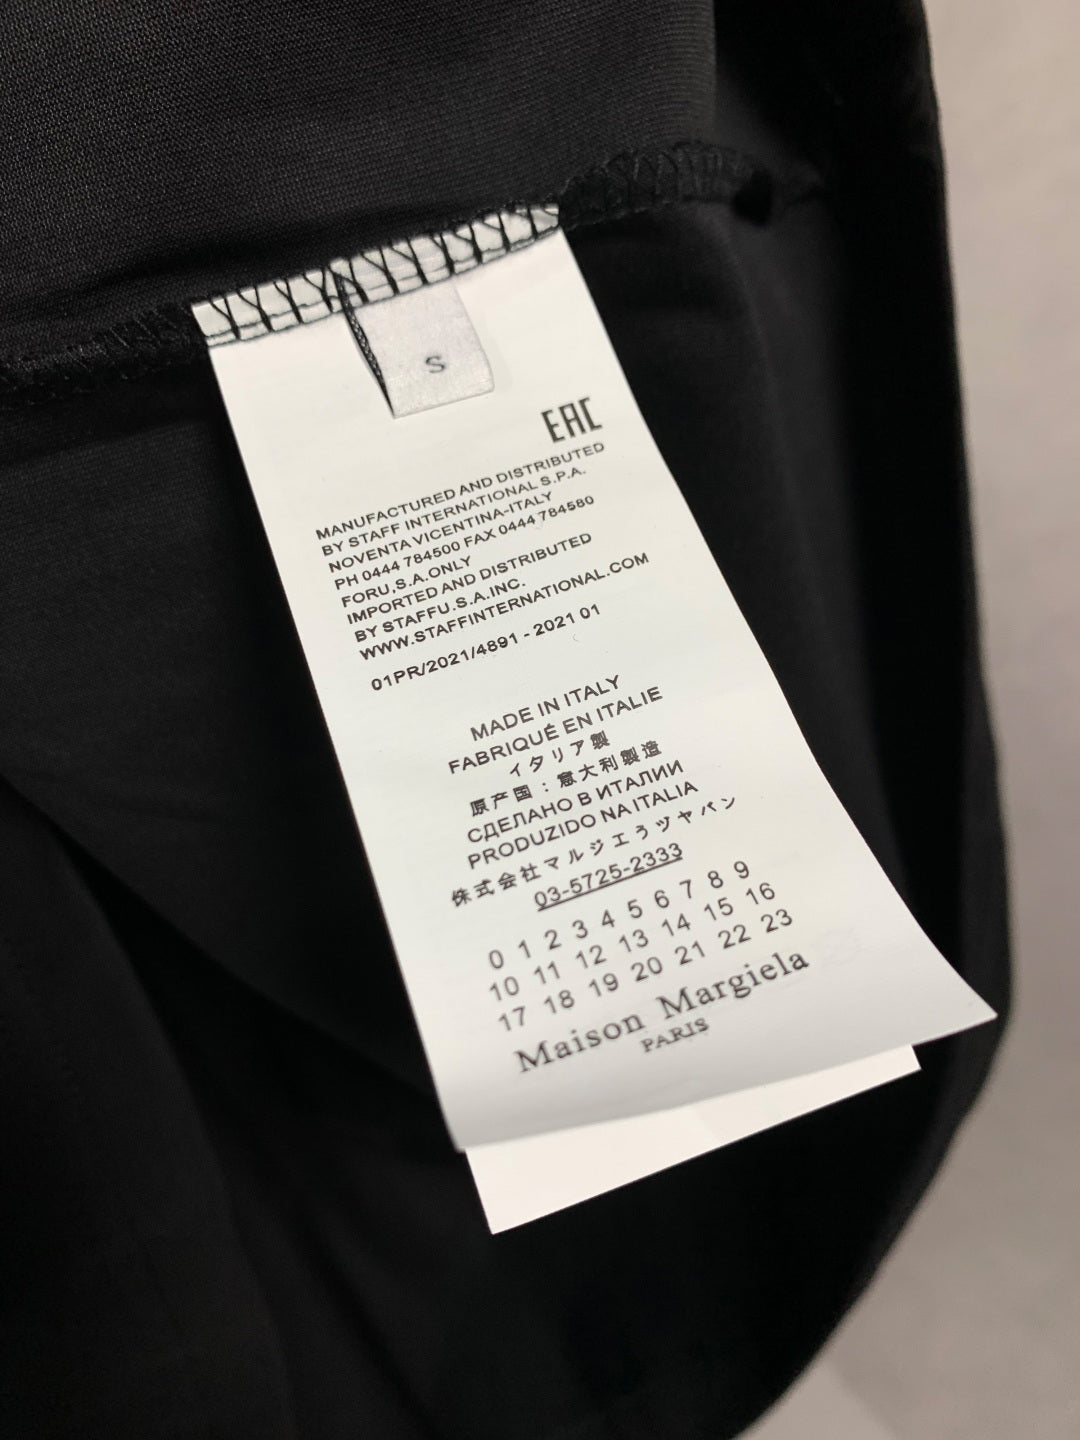 S
EAC
MANUFACTURED AND DISTRIBUTED
BY STAFF INTERNATIONAL S.P.A.
NOVENTA VICENTINA-ITALY
PH 0444 784500 FAX 0444 784580
FORU,S.A.ONLY
IMPORTED AND DISTRIBUTED
BY STAFFU.S.A.INC.
WWW.STAFFINTERNATIONAL.COM
01PR/2021/4891 - 2021 01
MADE IN ITALY
FABRIQUÉ EN ITALIE
イタリア製
原产国：意大利製造
СДЕЛАНО В ИТАЛИИ
PRODUZIDO NA ITALIA
株式会社マルジエうヅヤパン
03-5725-2333
0 1 2 3 4 5 6 7 8 9
10 11 12 13 14 15 16
17 18 19 20 21 22 23
Maison Margiela
PARIS